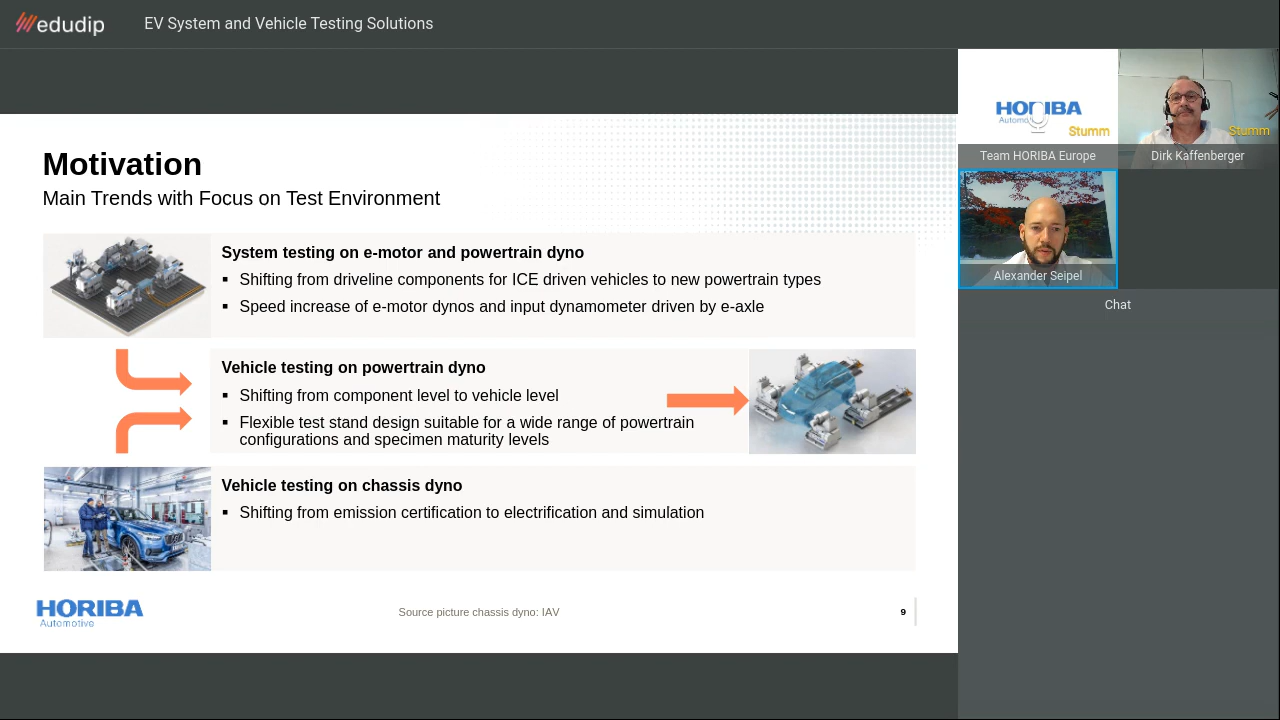 edudip
EV System and Vehicle Testing Solutions
Motivation
Main Trends with Focus on Test Environment
System testing on e-motor and powertrain dyno
▪ Shifting from driveline components for ICE driven vehicles to new powertrain types
▪ Speed increase of e-motor dynos and input dynamometer driven by e-axle
Vehicle testing on powertrain dyno
▪ Shifting from component level to vehicle level
▪ Flexible test stand design suitable for a wide range of powertrain
configurations and specimen maturity levels
Vehicle testing on chassis dyno
▪ Shifting from emission certification to electrification and simulation
HORIBA
Automotive
Source picture chassis dyno: IAV
9
HORIBA
Stumm
Team HORIBA Europe
Stumm
Dirk Kaffenberger
Alexander Seipel
Chat